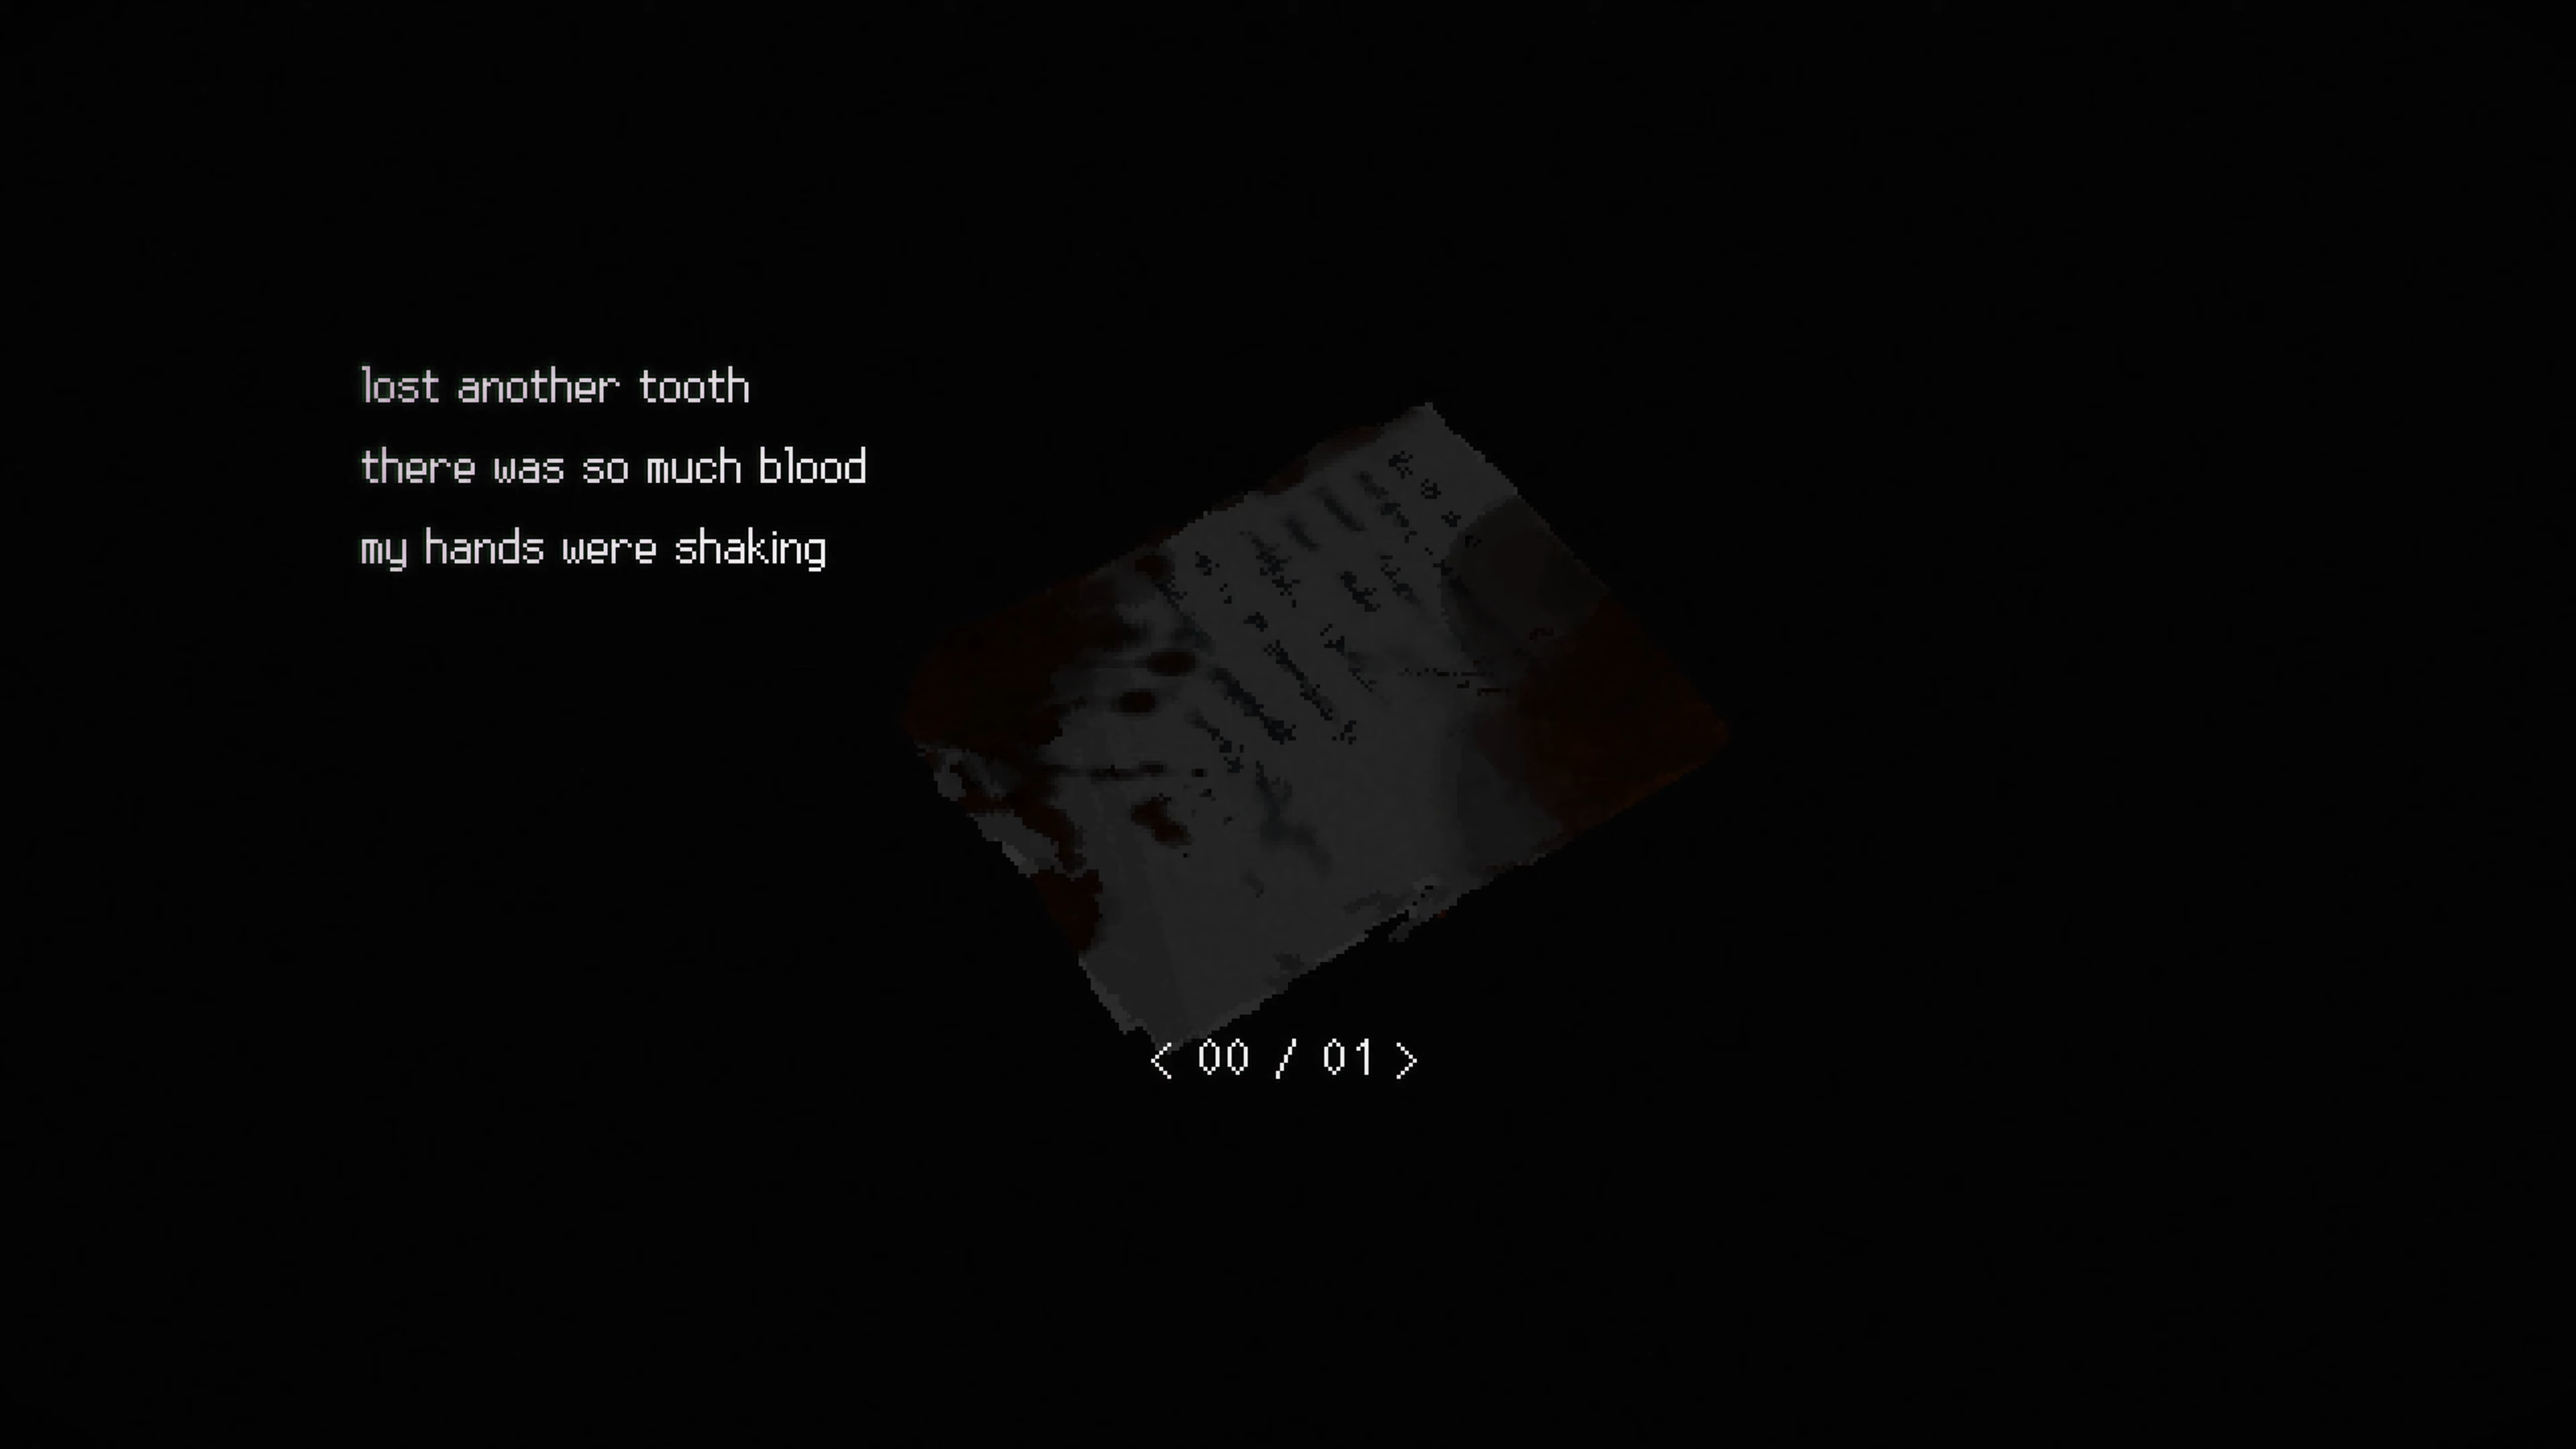 lost another tooth
there was so much blood
my hands were shaking
< 00 / 01 >